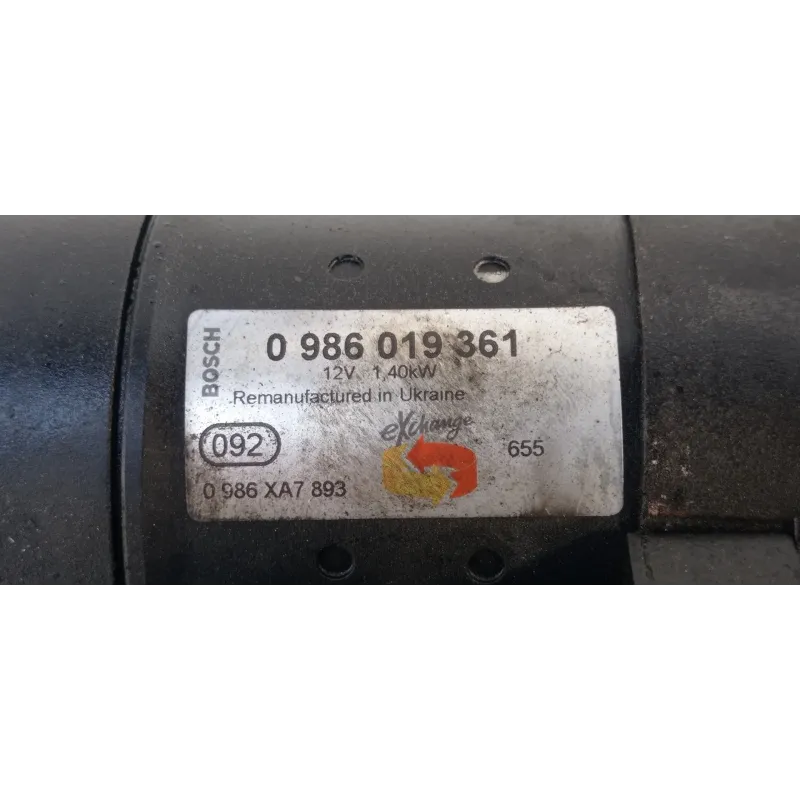 BOSCH
0 986 019 361
12V 1,40kW
Remanufactured in Ukraine
eXchange
092
655
0 986 XA7 893